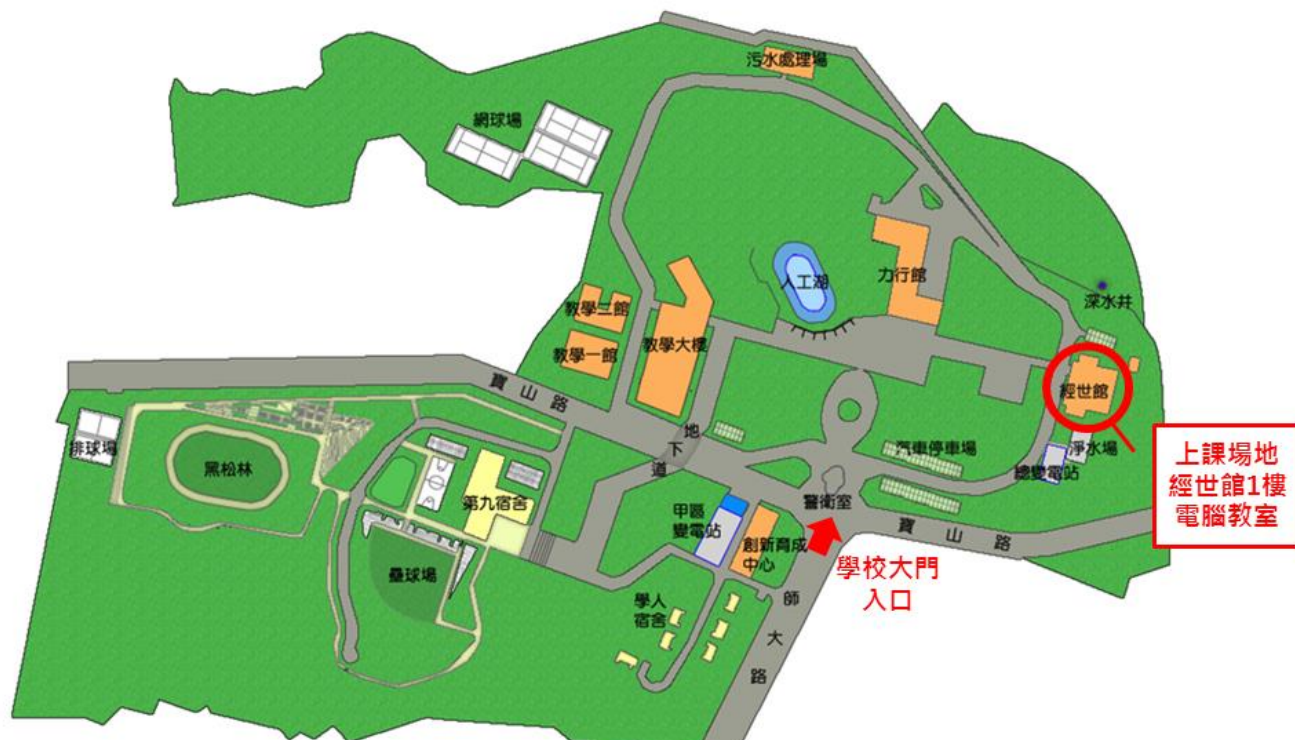 污水處理場
網球場
人工湖
力行館
深水井
教學二館
教學一館
教學大樓
經世館
寶山路
地下道
排球場
黑松林
第九宿舍
壘球場
甲區
變電站
創新育成
中心
警衛室
汽車停車場
總變電站
淨水場
寶山路
上課場地
經世館1樓
電腦教室
學校大門
入口
學人
宿舍
師大路